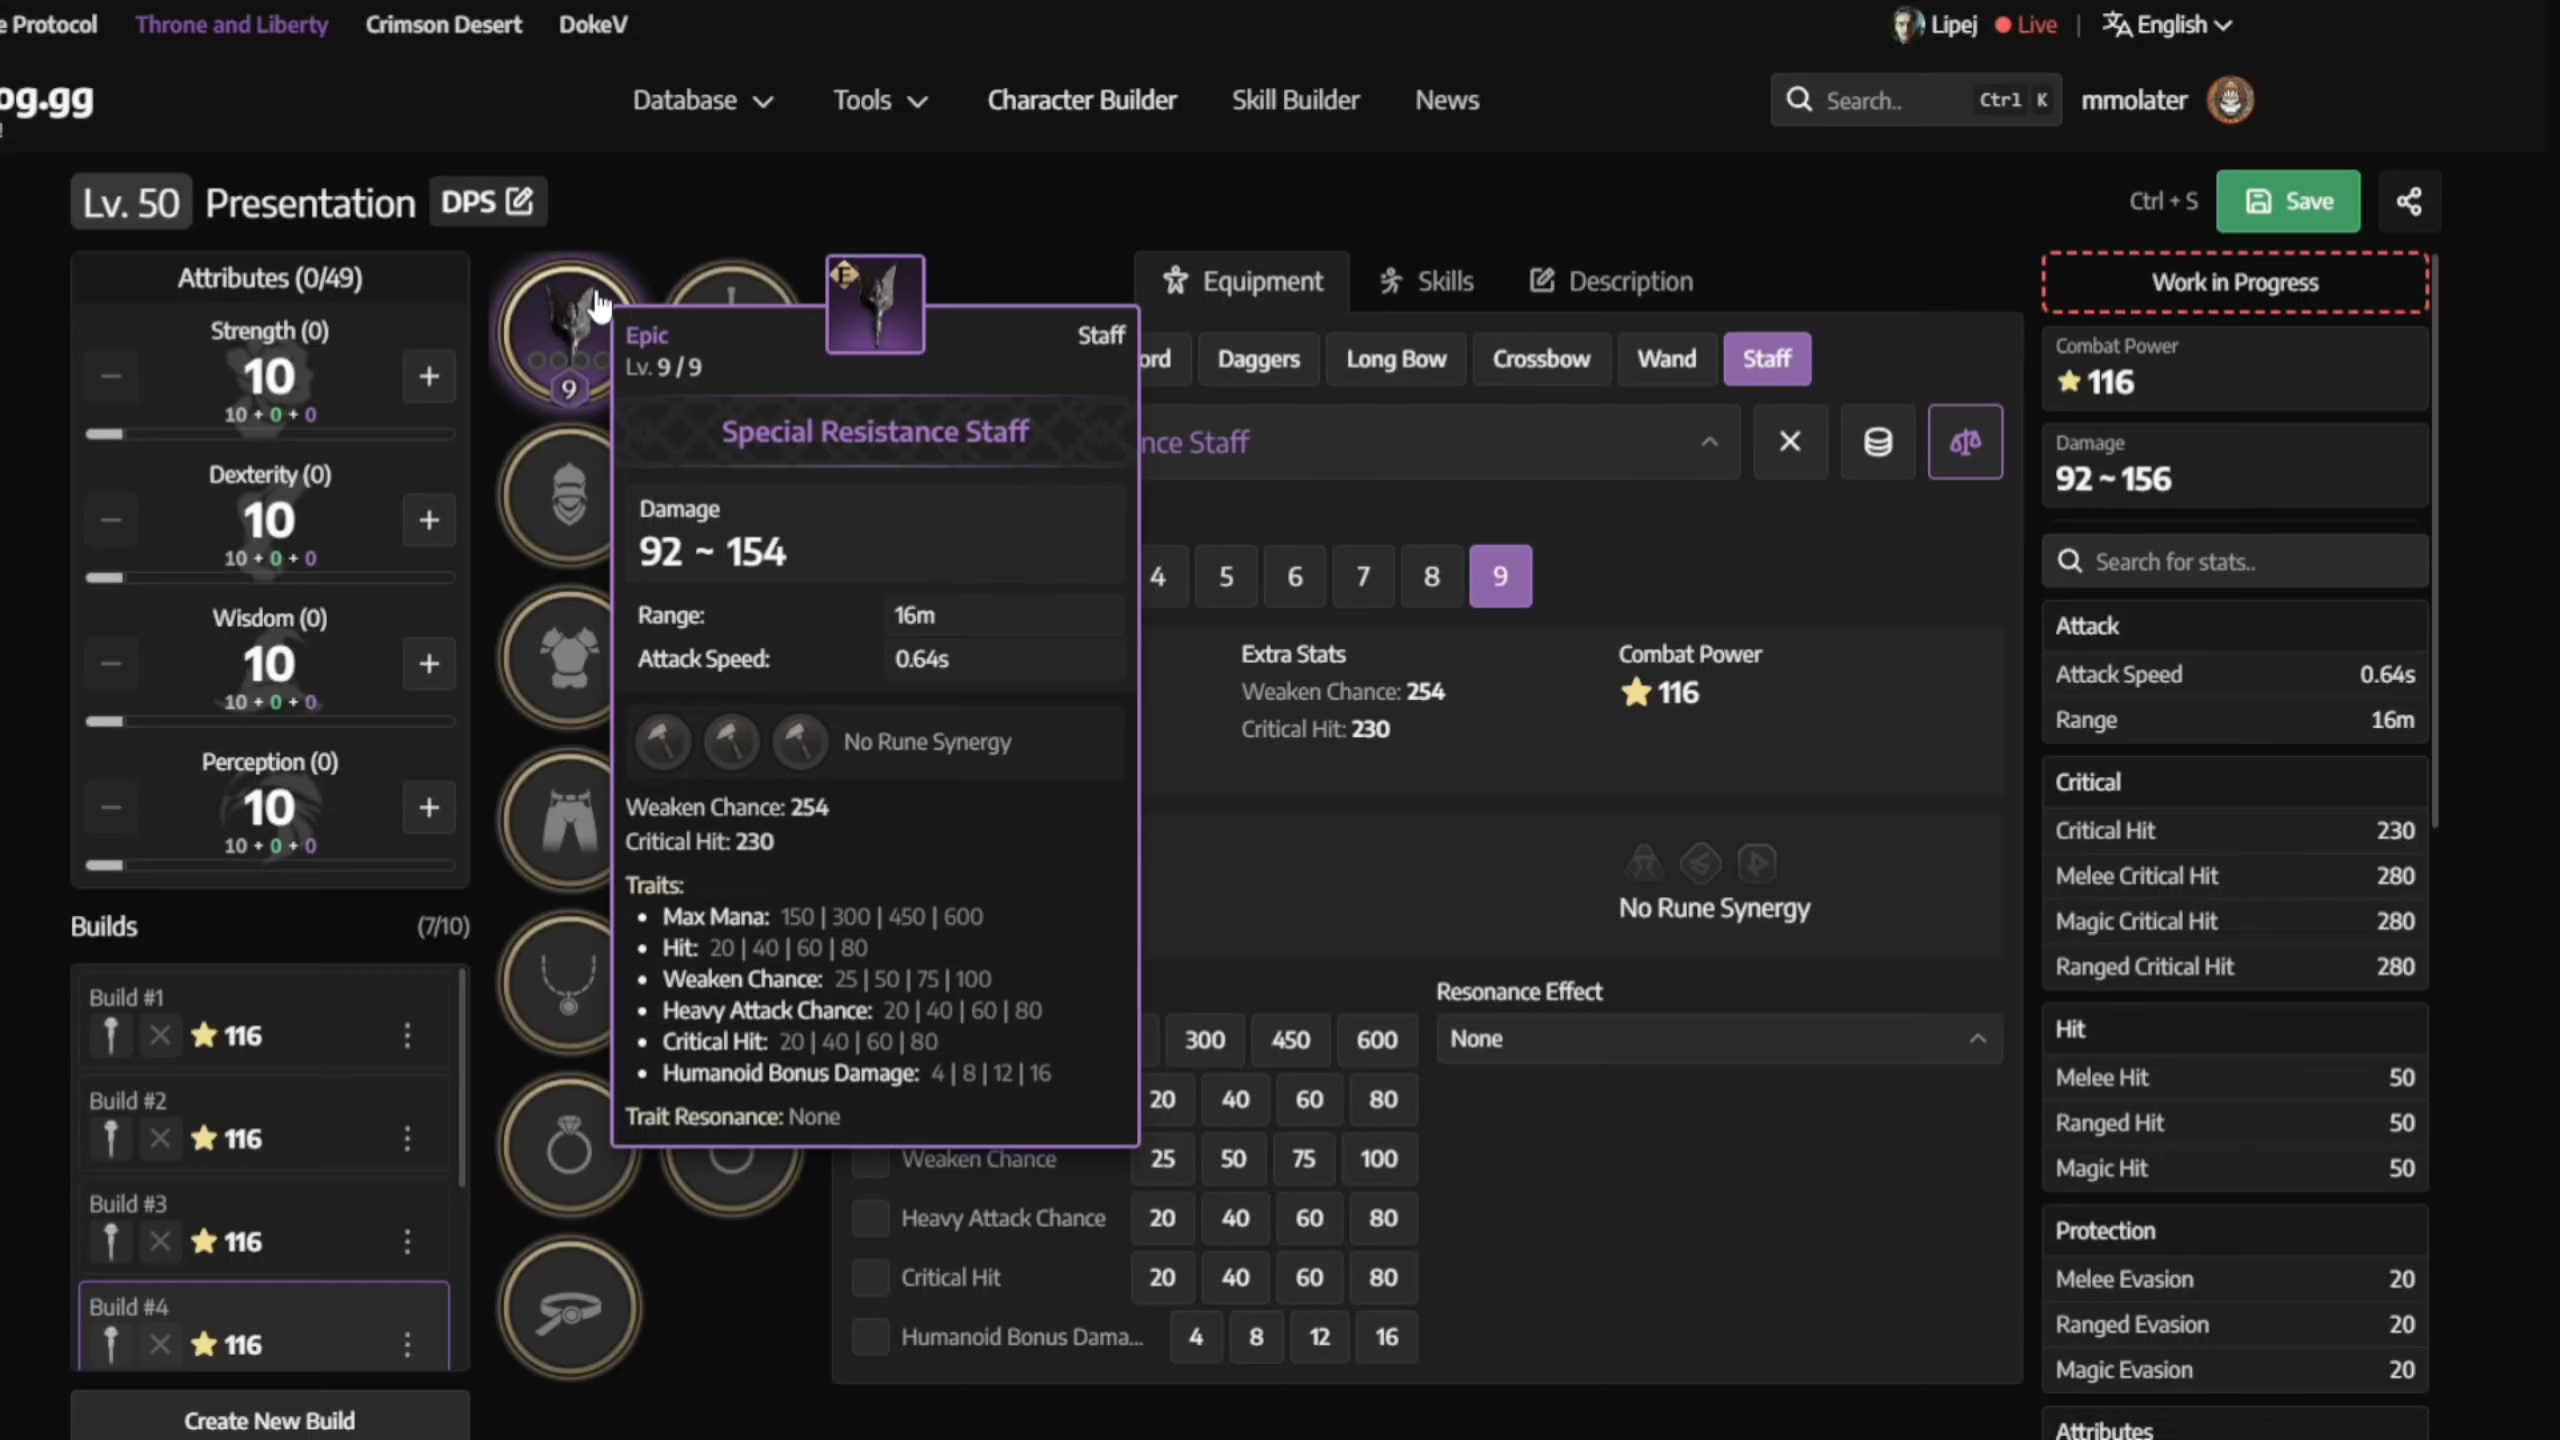 e Protocol
Throne and Liberty
Crimson Desert
DokeV
Lipej
Live
|
English
og.gg
Database
Tools
Character Builder
Skill Builder
News
Search..
Ctrl K
mmolater
Lv. 50
Presentation
DPS
Ctrl + S
Save
Attributes (0/49)
Strength (0)
10
10 + 0 + 0
Dexterity (0)
10
10 + 0 + 0
Wisdom (0)
10
10 + 0 + 0
Perception (0)
10
10 + 0 + 0
Builds
(7/10)
Build #1
116
Build #2
116
Build #3
116
Build #4
116
Create New Build
9
E
Epic
Staff
Lv. 9 / 9
Special Resistance Staff
Damage
92 ~ 154
Range: 16m
Attack Speed: 0.64s
No Rune Synergy
Weaken Chance: 254
Critical Hit: 230
Traits:
• Max Mana: 150 | 300 | 450 | 600
• Hit: 20 | 40 | 60 | 80
• Weaken Chance: 25 | 50 | 75 | 100
• Heavy Attack Chance: 20 | 40 | 60 | 80
• Critical Hit: 20 | 40 | 60 | 80
• Humanoid Bonus Damage: 4 | 8 | 12 | 16
Trait Resonance: None
Equipment
Skills
Description
ord
Daggers
Long Bow
Crossbow
Wand
Staff
nce Staff
4
5
6
7
8
9
Extra Stats
Weaken Chance: 254
Critical Hit: 230
Combat Power
116
No Rune Synergy
300 450 600
20 40 60 80
Weaken Chance 25 50 75 100
Heavy Attack Chance 20 40 60 80
Critical Hit 20 40 60 80
Humanoid Bonus Dama... 4 8 12 16
Resonance Effect
None
Work in Progress
Combat Power
116
Damage
92 ~ 156
Search for stats..
Attack
Attack Speed 0.64s
Range 16m
Critical
Critical Hit 230
Melee Critical Hit 280
Magic Critical Hit 280
Ranged Critical Hit 280
Hit
Melee Hit 50
Ranged Hit 50
Magic Hit 50
Protection
Melee Evasion 20
Ranged Evasion 20
Magic Evasion 20
Attributes